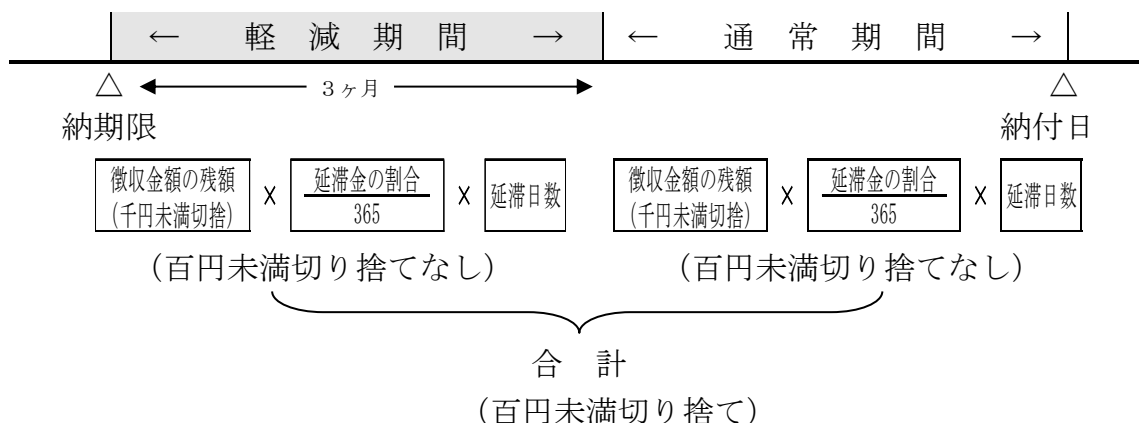 ← 軽減期間 → ← 通常期間 →
△ 3ヶ月 △
納期限 納付日
徴収金額の残額 × 延滞金の割合 × 延滞日数 徴収金額の残額 × 延滞金の割合 × 延滞日数
(千円未満切捨) 365 (千円未満切捨) 365
(百円未満切り捨てなし) (百円未満切り捨てなし)
合 計
(百円未満切り捨て)